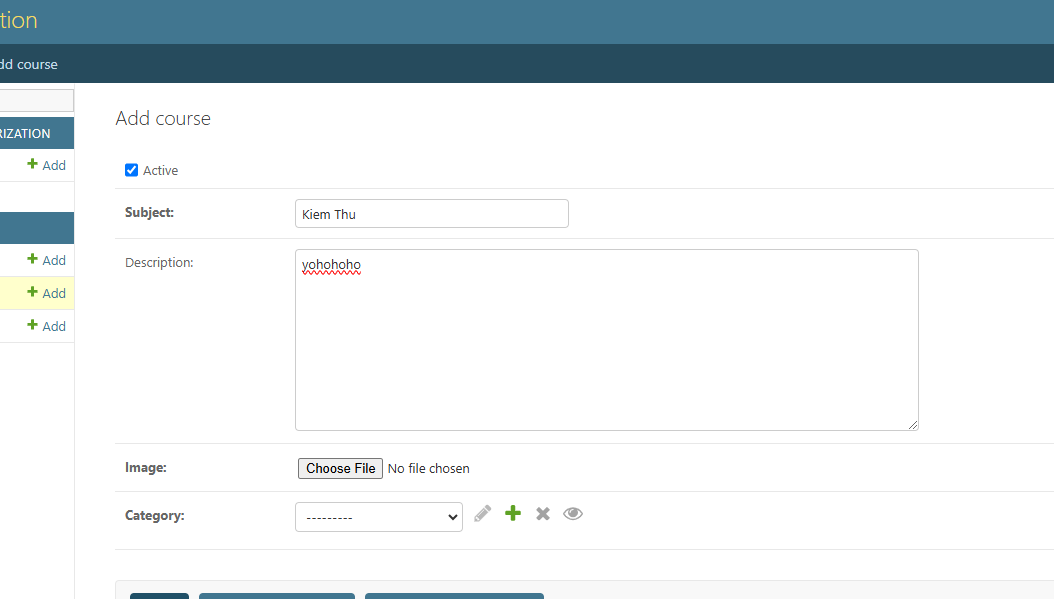 tion
dd course
RIZATION
Add
Add
Add
Add
Add course
Active
Subject:
Kiem Thu
Description:
yohohoho
Image:
Choose File No file chosen
Category:
---------